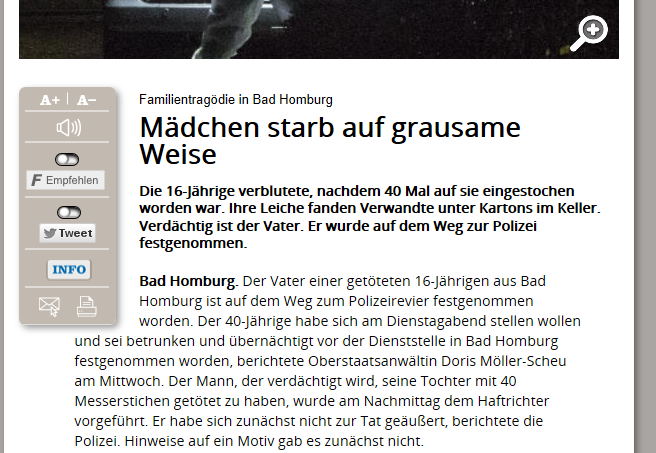 A+ | A−
Empfehlen
Tweet
INFO
Familientragödie in Bad Homburg
Mädchen starb auf grausame
Weise
Die 16-Jährige verblutete, nachdem 40 Mal auf sie eingestochen
worden war. Ihre Leiche fanden Verwandte unter Kartons im Keller.
Verdächtig ist der Vater. Er wurde auf dem Weg zur Polizei
festgenommen.
Bad Homburg. Der Vater einer getöteten 16-Jährigen aus Bad
Homburg ist auf dem Weg zum Polizeirevier festgenommen
worden. Der 40-Jährige habe sich am Dienstagabend stellen wollen
und sei betrunken und übernächtigt vor der Dienststelle in Bad Homburg
festgenommen worden, berichtete Oberstaatsanwältin Doris Möller-Scheu
am Mittwoch. Der Mann, der verdächtigt wird, seine Tochter mit 40
Messerstichen getötet zu haben, wurde am Nachmittag dem Haftrichter
vorgeführt. Er habe sich zunächst nicht zur Tat geäußert, berichtete die
Polizei. Hinweise auf ein Motiv gab es zunächst nicht.